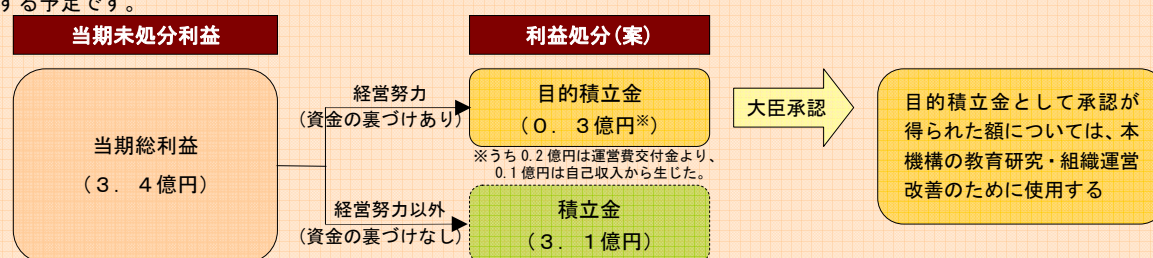 する予定です。
当期未処分利益
利益処分（案）
当期総利益
（３．４億円）
経営努力
（資金の裏づけあり）
目的積立金
（０．３億円※）
※うち 0.2 億円は運営費交付金より、
0.1 億円は自己収入から生じた。
経営努力以外
（資金の裏づけなし）
積立金
（３．１億円）
大臣承認
目的積立金として承認が
得られた額については、本
機構の教育研究・組織運営
改善のために使用する